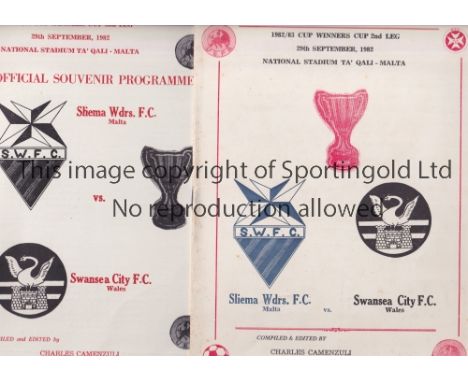 29th SEPTEMBER, 1982
NATIONAL STADIUM TA' QALI - MALTA
OFFICIAL SOUVENIR PROGRAMME
Sliema Wdrs. F.C.
Malta
S.W.F.C.
vs.
Swansea City F.C.
Wales
COMPILED and EDITED by
CHARLES CAMENZULI
1982/83 CUP WINNERS CUP 2nd LEG
29th SEPTEMBER, 1982
NATIONAL STADIUM TA' QALI - MALTA
S.W.F.C.
Sliema Wdrs. F.C.
Malta
vs.
Swansea City F.C.
Wales
COMPILED & EDITED BY
CHARLES CAMENZULI
This image copyright of Sportingold Ltd
No reproduction allowed